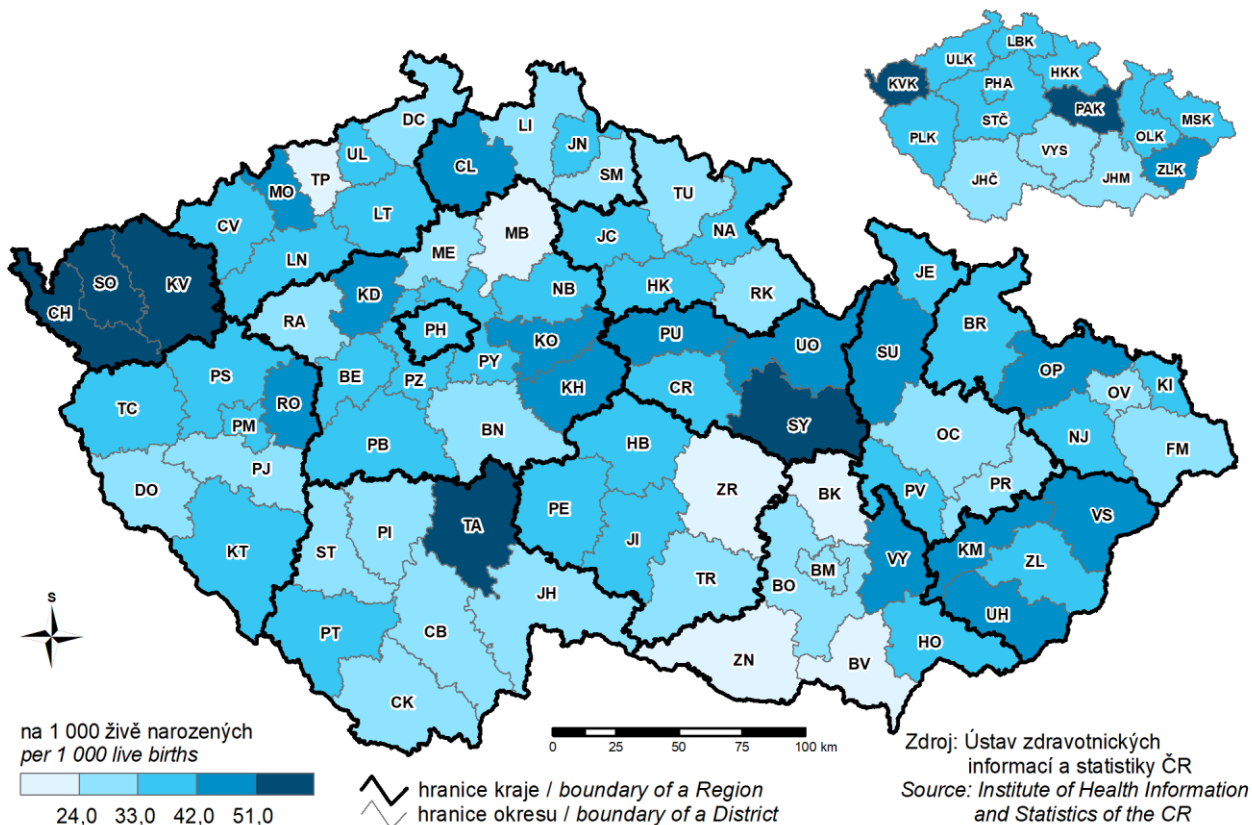 LBK
ULK
HKK
KVK
PHA
PAK
STČ
MSK
PLK
OLK
VYS
ZLK
JHČ
JHM
DC
LI
UL
JN
CL
TP
MO
SM
TU
LT
CV
MB
JC
NA
ME
LN
JE
SO
KV
KD
NB
HK
RK
CH
RA
BR
PH
KO
PU
UO
SU
OP
PS
BE
PZ
PY
KH
CR
OV
KI
TC
RO
PM
SY
OC
NJ
FM
PB
BN
HB
PJ
DO
ZR
BK
PV
PR
VS
TA
PE
PI
ST
KT
JI
KM
ZL
VY
BM
BO
TR
JH
UH
PT
CB
HO
ZN
BV
CK
S
na 1 000 živě narozených
per 1 000 live births
24,0 33,0 42,0 51,0
0 25 50 75 100 km
hranice kraje / boundary of a Region
hranice okresu / boundary of a District
Zdroj: Ústav zdravotnických
informací a statistiky ČR
Source: Institute of Health Information
and Statistics of the CR